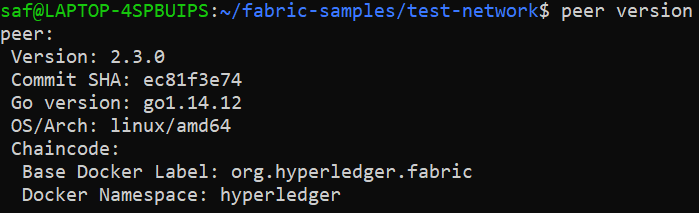 saf@LAPTOP-4SPBUIPS:~/fabric-samples/test-network$ peer version
peer:
 Version: 2.3.0
 Commit SHA: ec81f3e74
 Go version: go1.14.12
 OS/Arch: linux/amd64
 Chaincode:
  Base Docker Label: org.hyperledger.fabric
  Docker Namespace: hyperledger